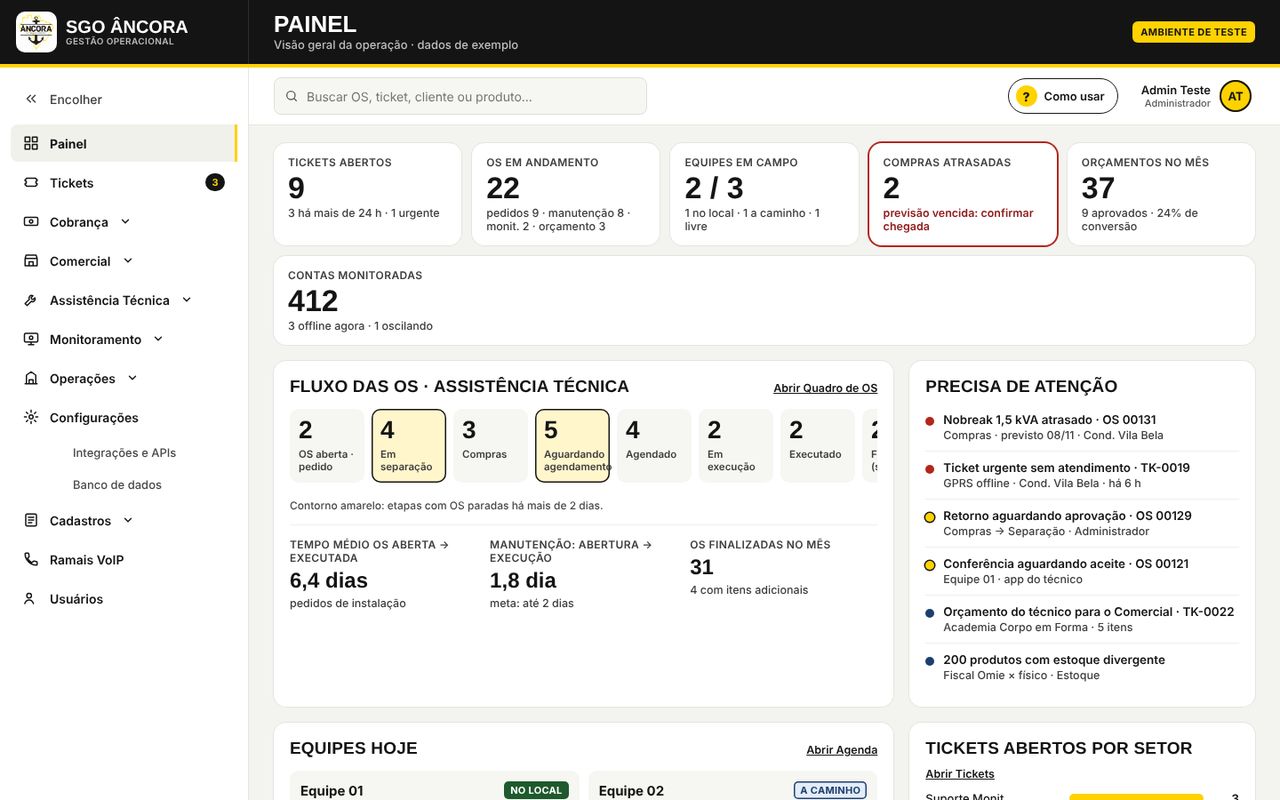 ÂNCORA
SGO ÂNCORA
GESTÃO OPERACIONAL
PAINEL
Visão geral da operação · dados de exemplo
AMBIENTE DE TESTE
Encolher
Painel
Tickets
3
Cobrança
Comercial
Assistência Técnica
Monitoramento
Operações
Configurações
Integrações e APIs
Banco de dados
Cadastros
Ramais VoIP
Usuários
Buscar OS, ticket, cliente ou produto...
? Como usar
Admin Teste
Administrador
AT
TICKETS ABERTOS
9
3 há mais de 24 h · 1 urgente
OS EM ANDAMENTO
22
pedidos 9 · manutenção 8 ·
monit. 2 · orçamento 3
EQUIPES EM CAMPO
2 / 3
1 no local · 1 a caminho · 1
livre
COMPRAS ATRASADAS
2
previsão vencida: confirmar
chegada
ORÇAMENTOS NO MÊS
37
9 aprovados · 24% de
conversão
CONTAS MONITORADAS
412
3 offline agora · 1 oscilando
FLUXO DAS OS · ASSISTÊNCIA TÉCNICA
Abrir Quadro de OS
2
OS aberta ·
pedido
4
Em
separação
3
Compras
5
Aguardando
agendamento
4
Agendado
2
Em
execução
2
Executado
Contorno amarelo: etapas com OS paradas há mais de 2 dias.
TEMPO MÉDIO OS ABERTA →
EXECUTADA
6,4 dias
pedidos de instalação
MANUTENÇÃO: ABERTURA →
EXECUÇÃO
1,8 dia
meta: até 2 dias
OS FINALIZADAS NO MÊS
31
4 com itens adicionais
PRECISA DE ATENÇÃO
Nobreak 1,5 kVA atrasado · OS 00131
Compras · previsto 08/11 · Cond. Vila Bela
Ticket urgente sem atendimento · TK-0019
GPRS offline · Cond. Vila Bela · há 6 h
Retorno aguardando aprovação · OS 00129
Compras → Separação · Administrador
Conferência aguardando aceite · OS 00121
Equipe 01 · app do técnico
Orçamento do técnico para o Comercial · TK-0022
Academia Corpo em Forma · 5 itens
200 produtos com estoque divergente
Fiscal Omie × físico · Estoque
EQUIPES HOJE
Abrir Agenda
Equipe 01
NO LOCAL
Equipe 02
A CAMINHO
TICKETS ABERTOS POR SETOR
Abrir Tickets
Suporte Monit.
3